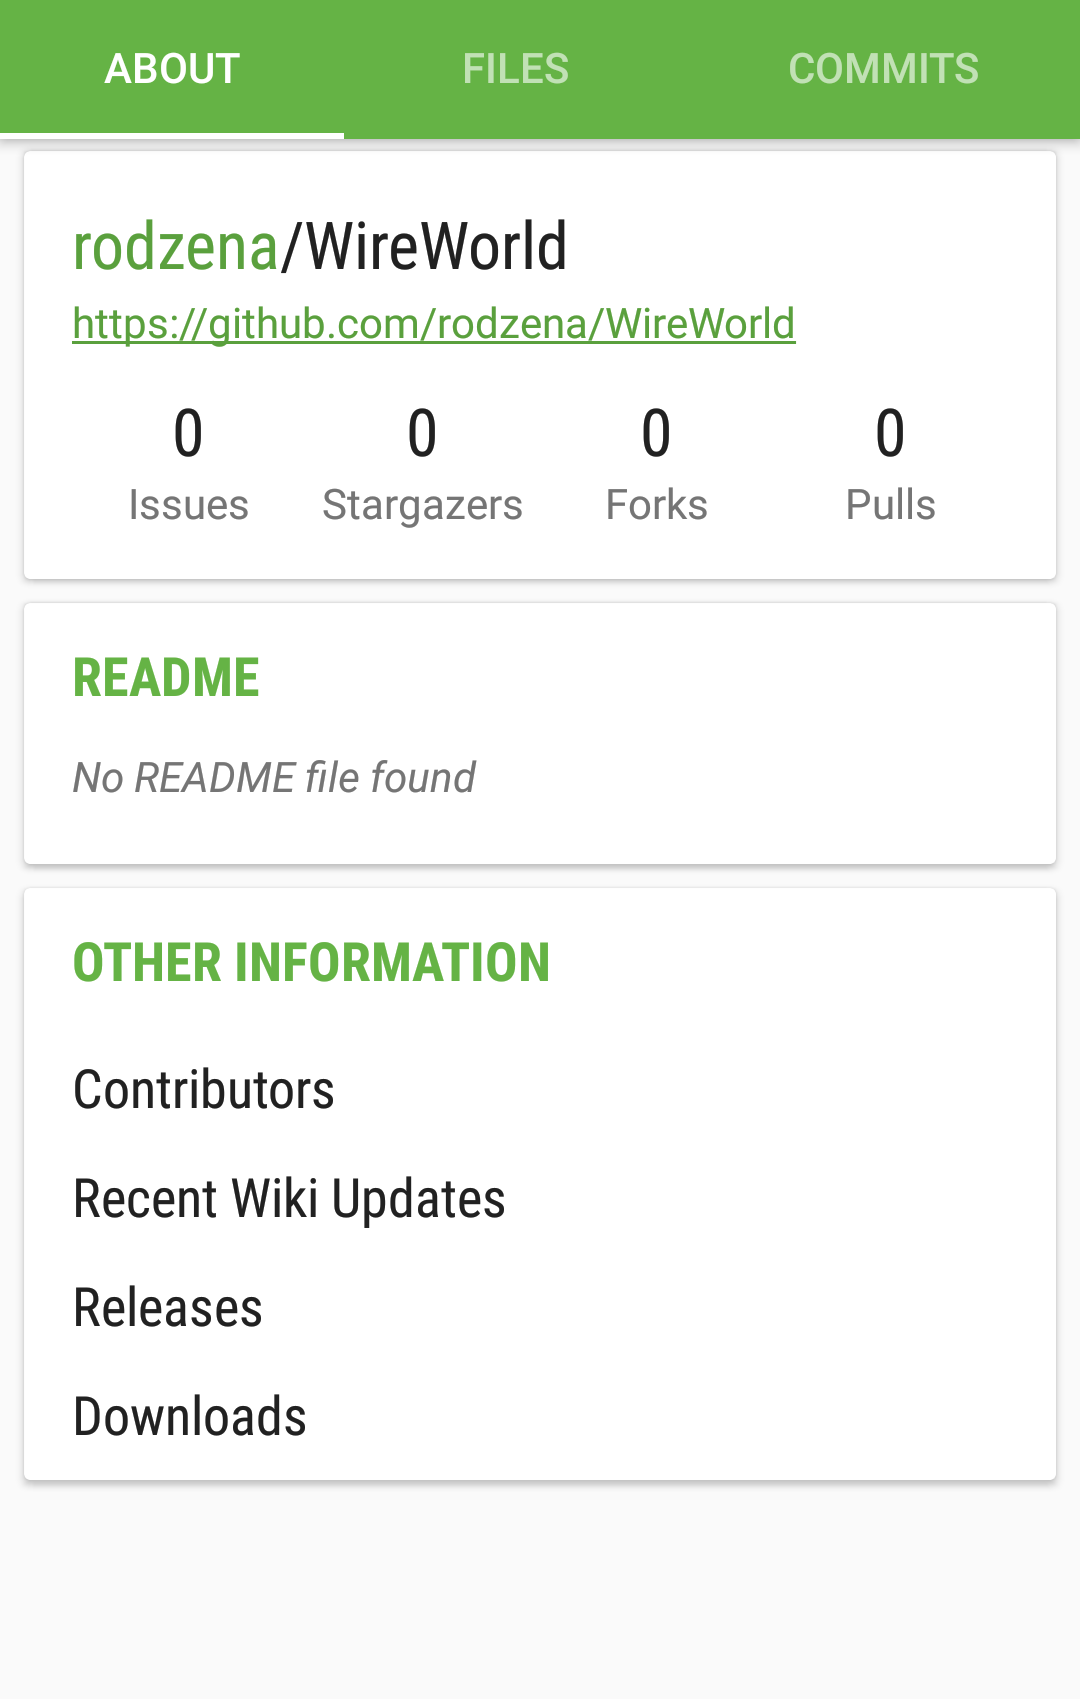 ABOUT FILES COMMITS
rodzena/WireWorld
https://github.com/rodzena/WireWorld
0 0 0 0
Issues Stargazers Forks Pulls
README
No README file found
OTHER INFORMATION
Contributors
Recent Wiki Updates
Releases
Downloads